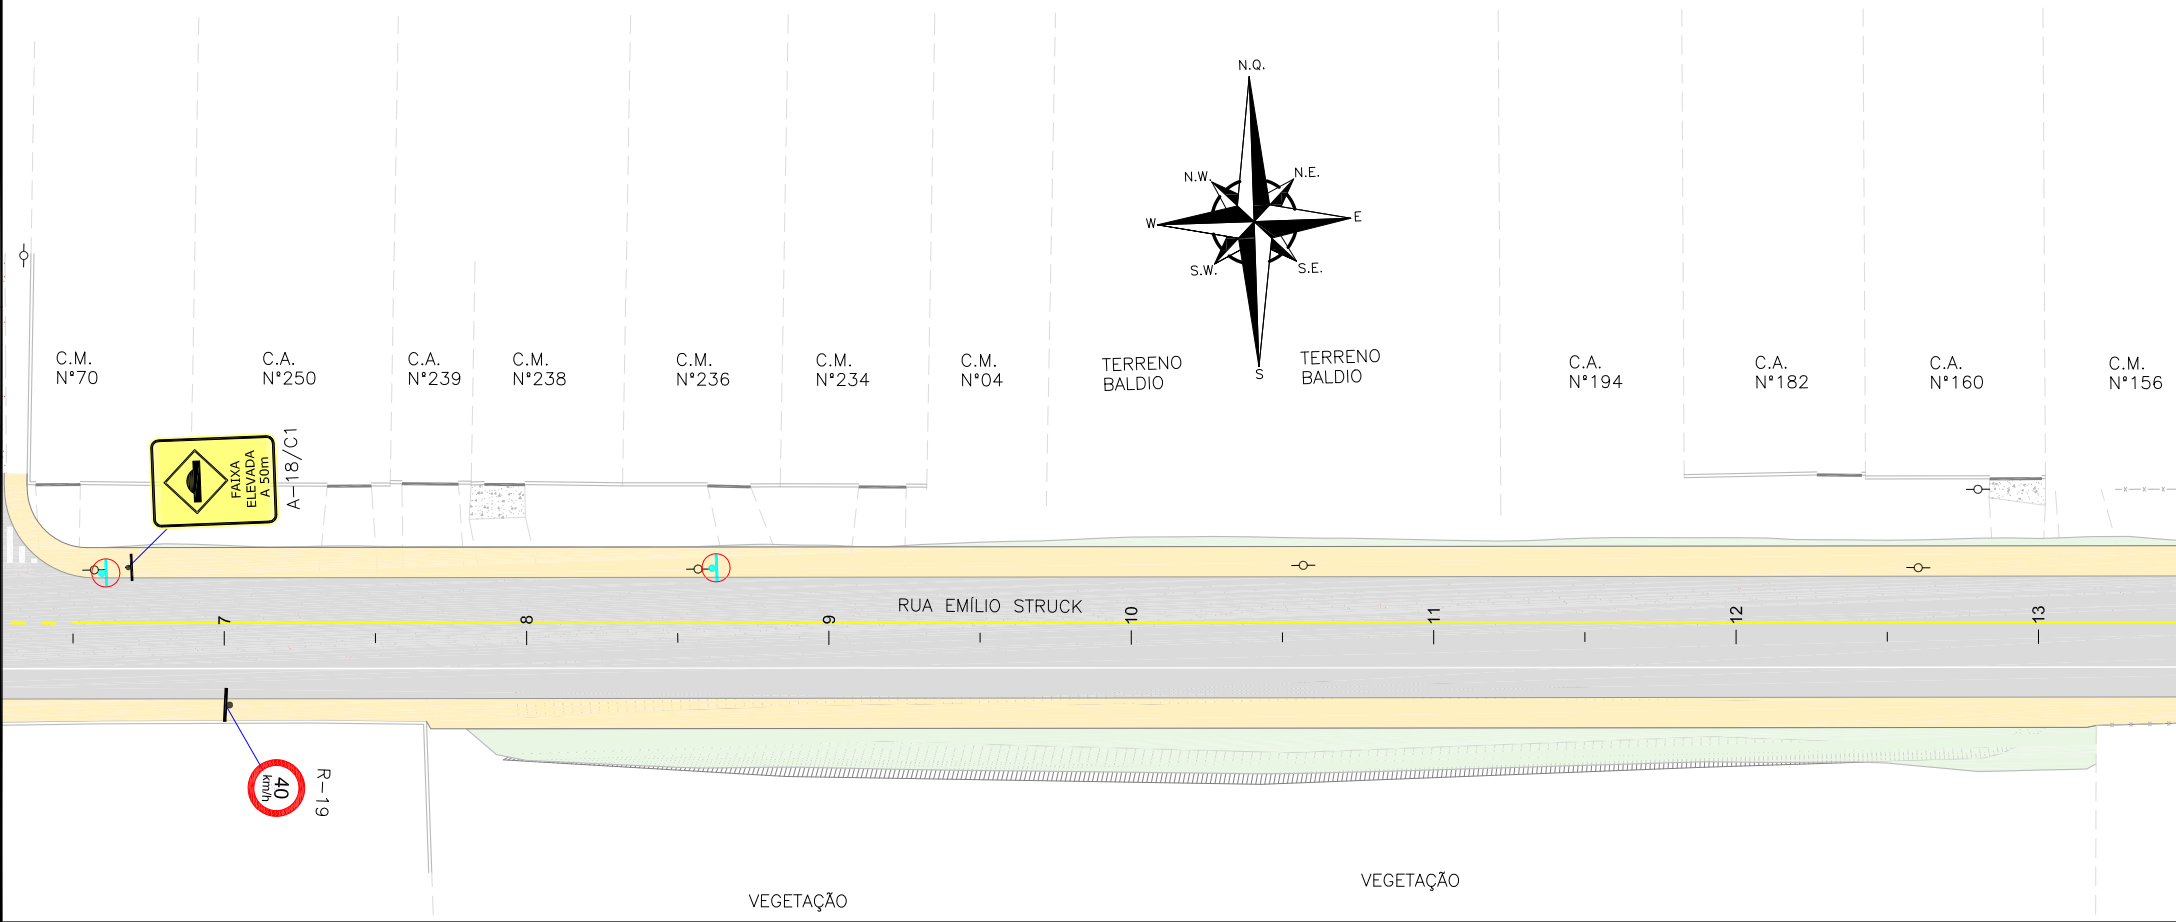 N.Q.
N.W.
N.E.
W
E
S.W.
S.E.
S
C.M.
N°70
C.A.
N°250
C.A.
N°239
C.M.
N°238
C.M.
N°236
C.M.
N°234
C.M.
N°04
TERRENO
BALDIO
TERRENO
BALDIO
C.A.
N°194
C.A.
N°182
C.A.
N°160
C.M.
N°156
FAIXA
ELEVADA
A 50m
A-18/C1
RUA EMÍLIO STRUCK
7
8
9
10
11
12
13
40
km/h
R-19
VEGETAÇÃO
VEGETAÇÃO